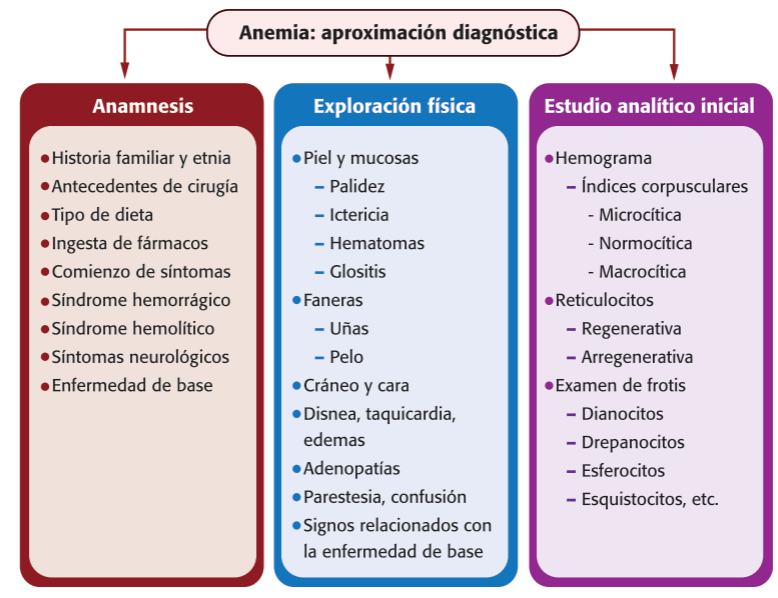 Anemia: aproximación diagnóstica
Anamnesis
• Historia familiar y etnia
• Antecedentes de cirugía
• Tipo de dieta
• Ingesta de fármacos
• Comienzo de síntomas
• Síndrome hemorrágico
• Síndrome hemolítico
• Síntomas neurológicos
• Enfermedad de base
Exploración física
• Piel y mucosas
– Palidez
– Ictericia
– Hematomas
– Glositis
• Faneras
– Uñas
– Pelo
• Cráneo y cara
• Disnea, taquicardia,
edemas
• Adenopatías
• Parestesia, confusión
• Signos relacionados con
la enfermedad de base
Estudio analítico inicial
• Hemograma
– Índices corpusculares
- Microcítica
- Normocítica
- Macrocítica
• Reticulocitos
– Regenerativa
– Arregenerativa
• Examen de frotis
– Dianocitos
– Drepanocitos
– Esferocitos
– Esquistocitos, etc.